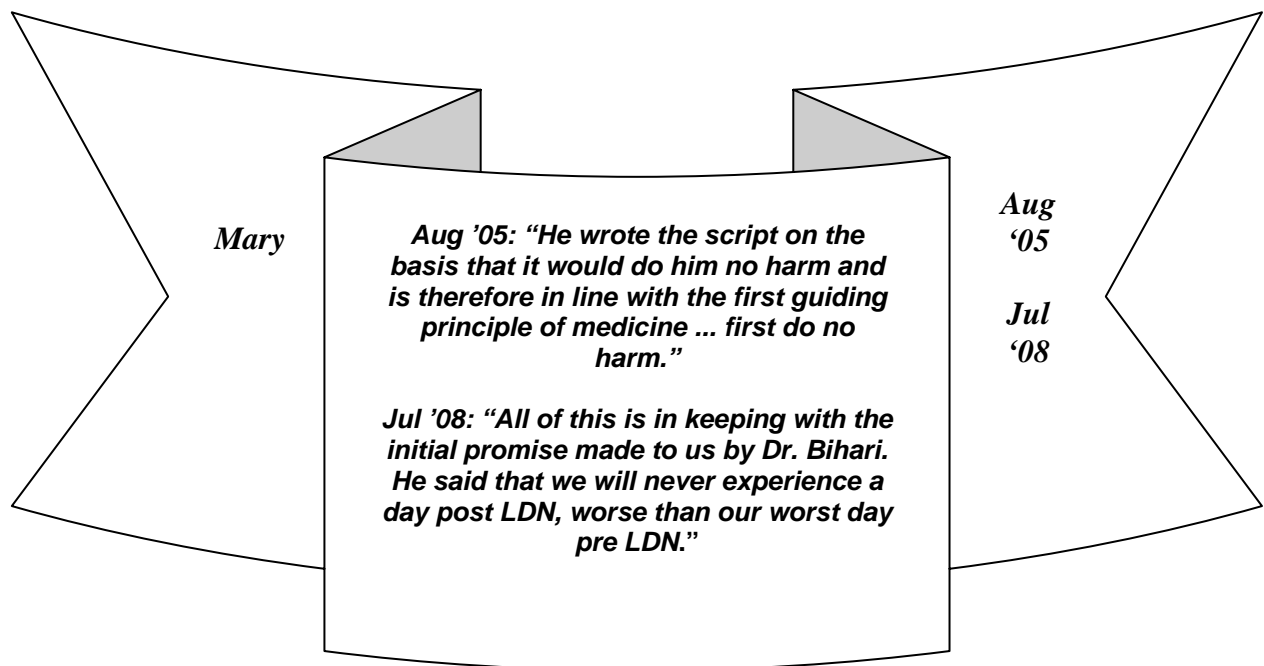 Mary
Aug ’05: “He wrote the script on the
basis that it would do him no harm and
is therefore in line with the first guiding
principle of medicine ... first do no
harm.”
Jul ’08: “All of this is in keeping with the
initial promise made to us by Dr. Bihari.
He said that we will never experience a
day post LDN, worse than our worst day
pre LDN.”
Aug
‘05
Jul
‘08